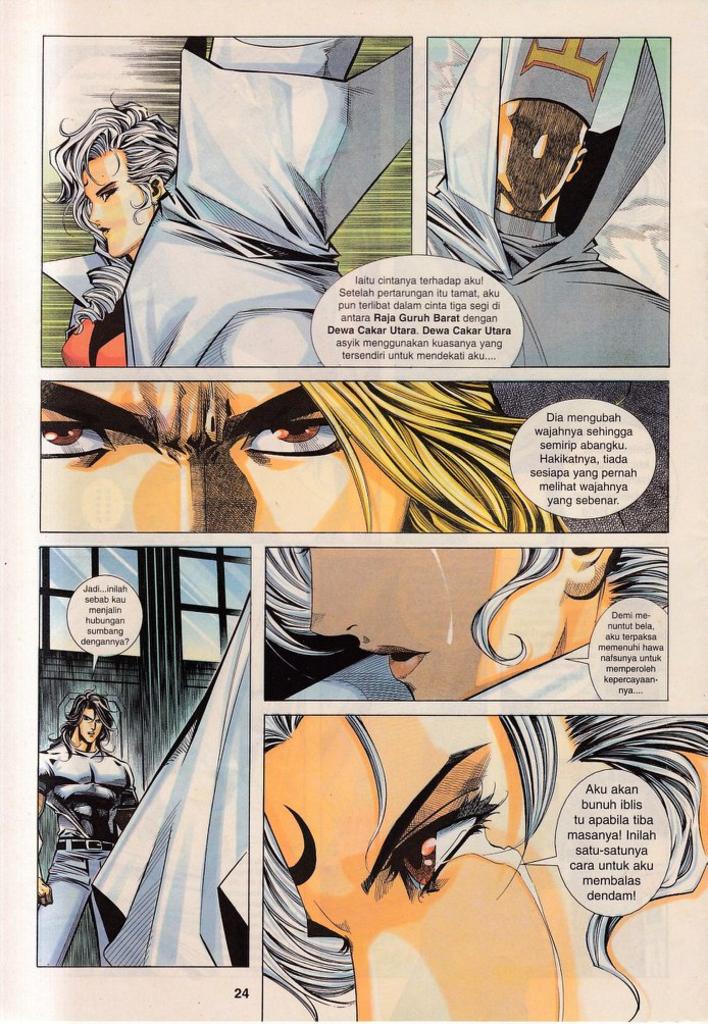 Iaitu cintanya terhadap aku!
Setelah pertarungan itu tamat, aku
pun terlibat dalam cinta tiga segi di
antara Raja Guruh Barat dengan
Dewa Cakar Utara. Dewa Cakar Utara
asyik menggunakan kuasanya yang
tersendiri untuk mendekati aku....
Dia mengubah
wajahnya sehingga
semirip abangku.
Hakikatnya, tiada
sesiapa yang pernah
melihat wajahnya
yang sebenar.
Jadi...inilah
sebab kau
menjalin
hubungan
sumbang
dengannya?
Demi me-
nuntut bela,
aku terpaksa
memenuhi hawa
nafsunya untuk
memperoleh
kepercayaan-
nya....
Aku akan
bunuh iblis
tu apabila tiba
masanya! Inilah
satu-satunya
cara untuk aku
membalas
dendam!
24